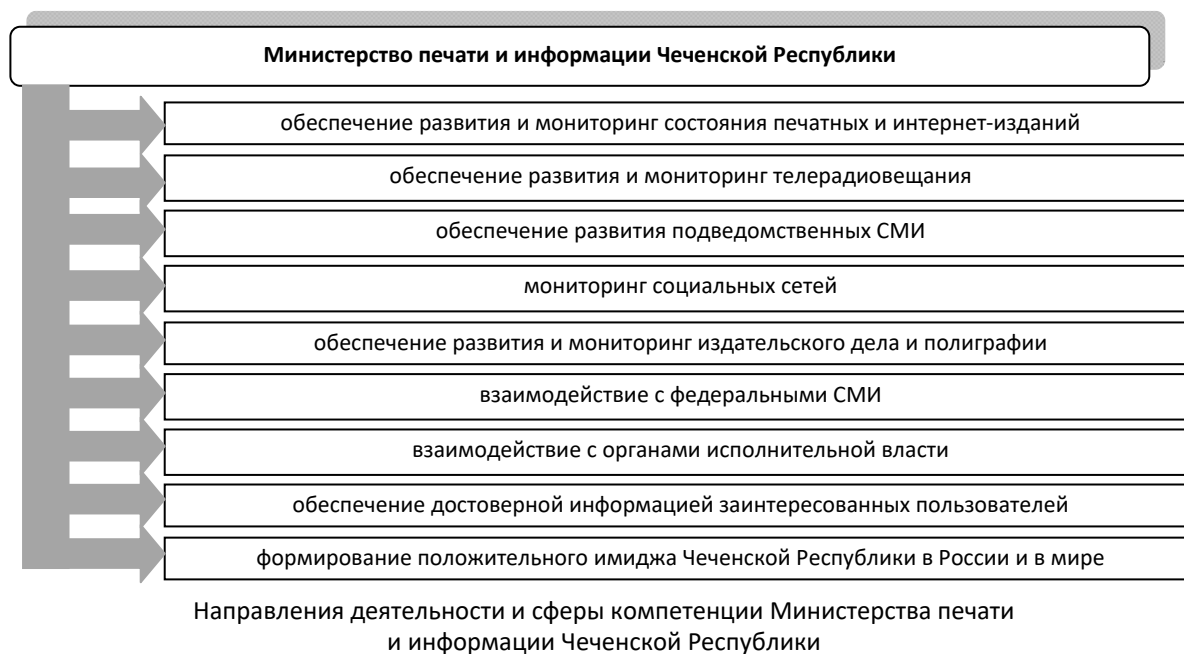 Министерство печати и информации Чеченской Республики
обеспечение развития и мониторинг состояния печатных и интернет-изданий
обеспечение развития и мониторинг телерадиовещания
обеспечение развития подведомственных СМИ
мониторинг социальных сетей
обеспечение развития и мониторинг издательского дела и полиграфии
взаимодействие с федеральными СМИ
взаимодействие с органами исполнительной власти
обеспечение достоверной информацией заинтересованных пользователей
формирование положительного имиджа Чеченской Республики в России и в мире
Направления деятельности и сферы компетенции Министерства печати
и информации Чеченской Республики